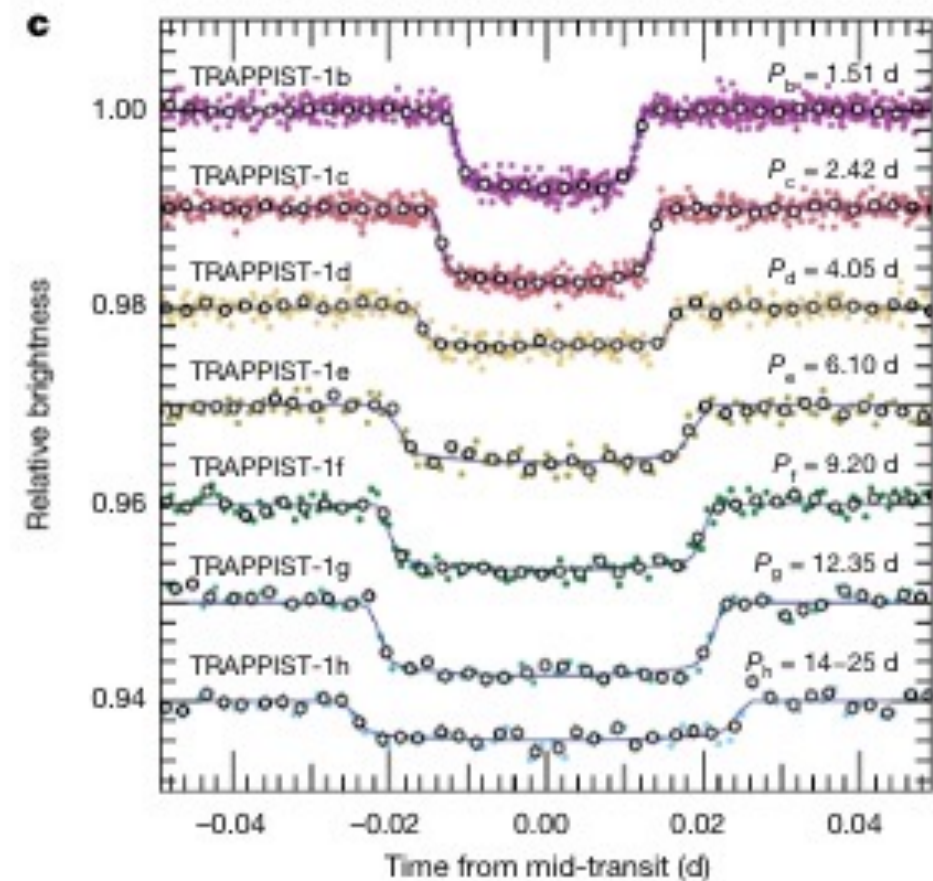 c
TRAPPIST-1b P_b = 1.51 d
1.00
TRAPPIST-1c P_c = 2.42 d
TRAPPIST-1d P_d = 4.05 d
0.98
TRAPPIST-1e P_e = 6.10 d
Relative brightness
TRAPPIST-1f P_f = 9.20 d
0.96
TRAPPIST-1g P_g = 12.35 d
TRAPPIST-1h P_h = 14–25 d
0.94
−0.04 −0.02 0.00 0.02 0.04
Time from mid-transit (d)